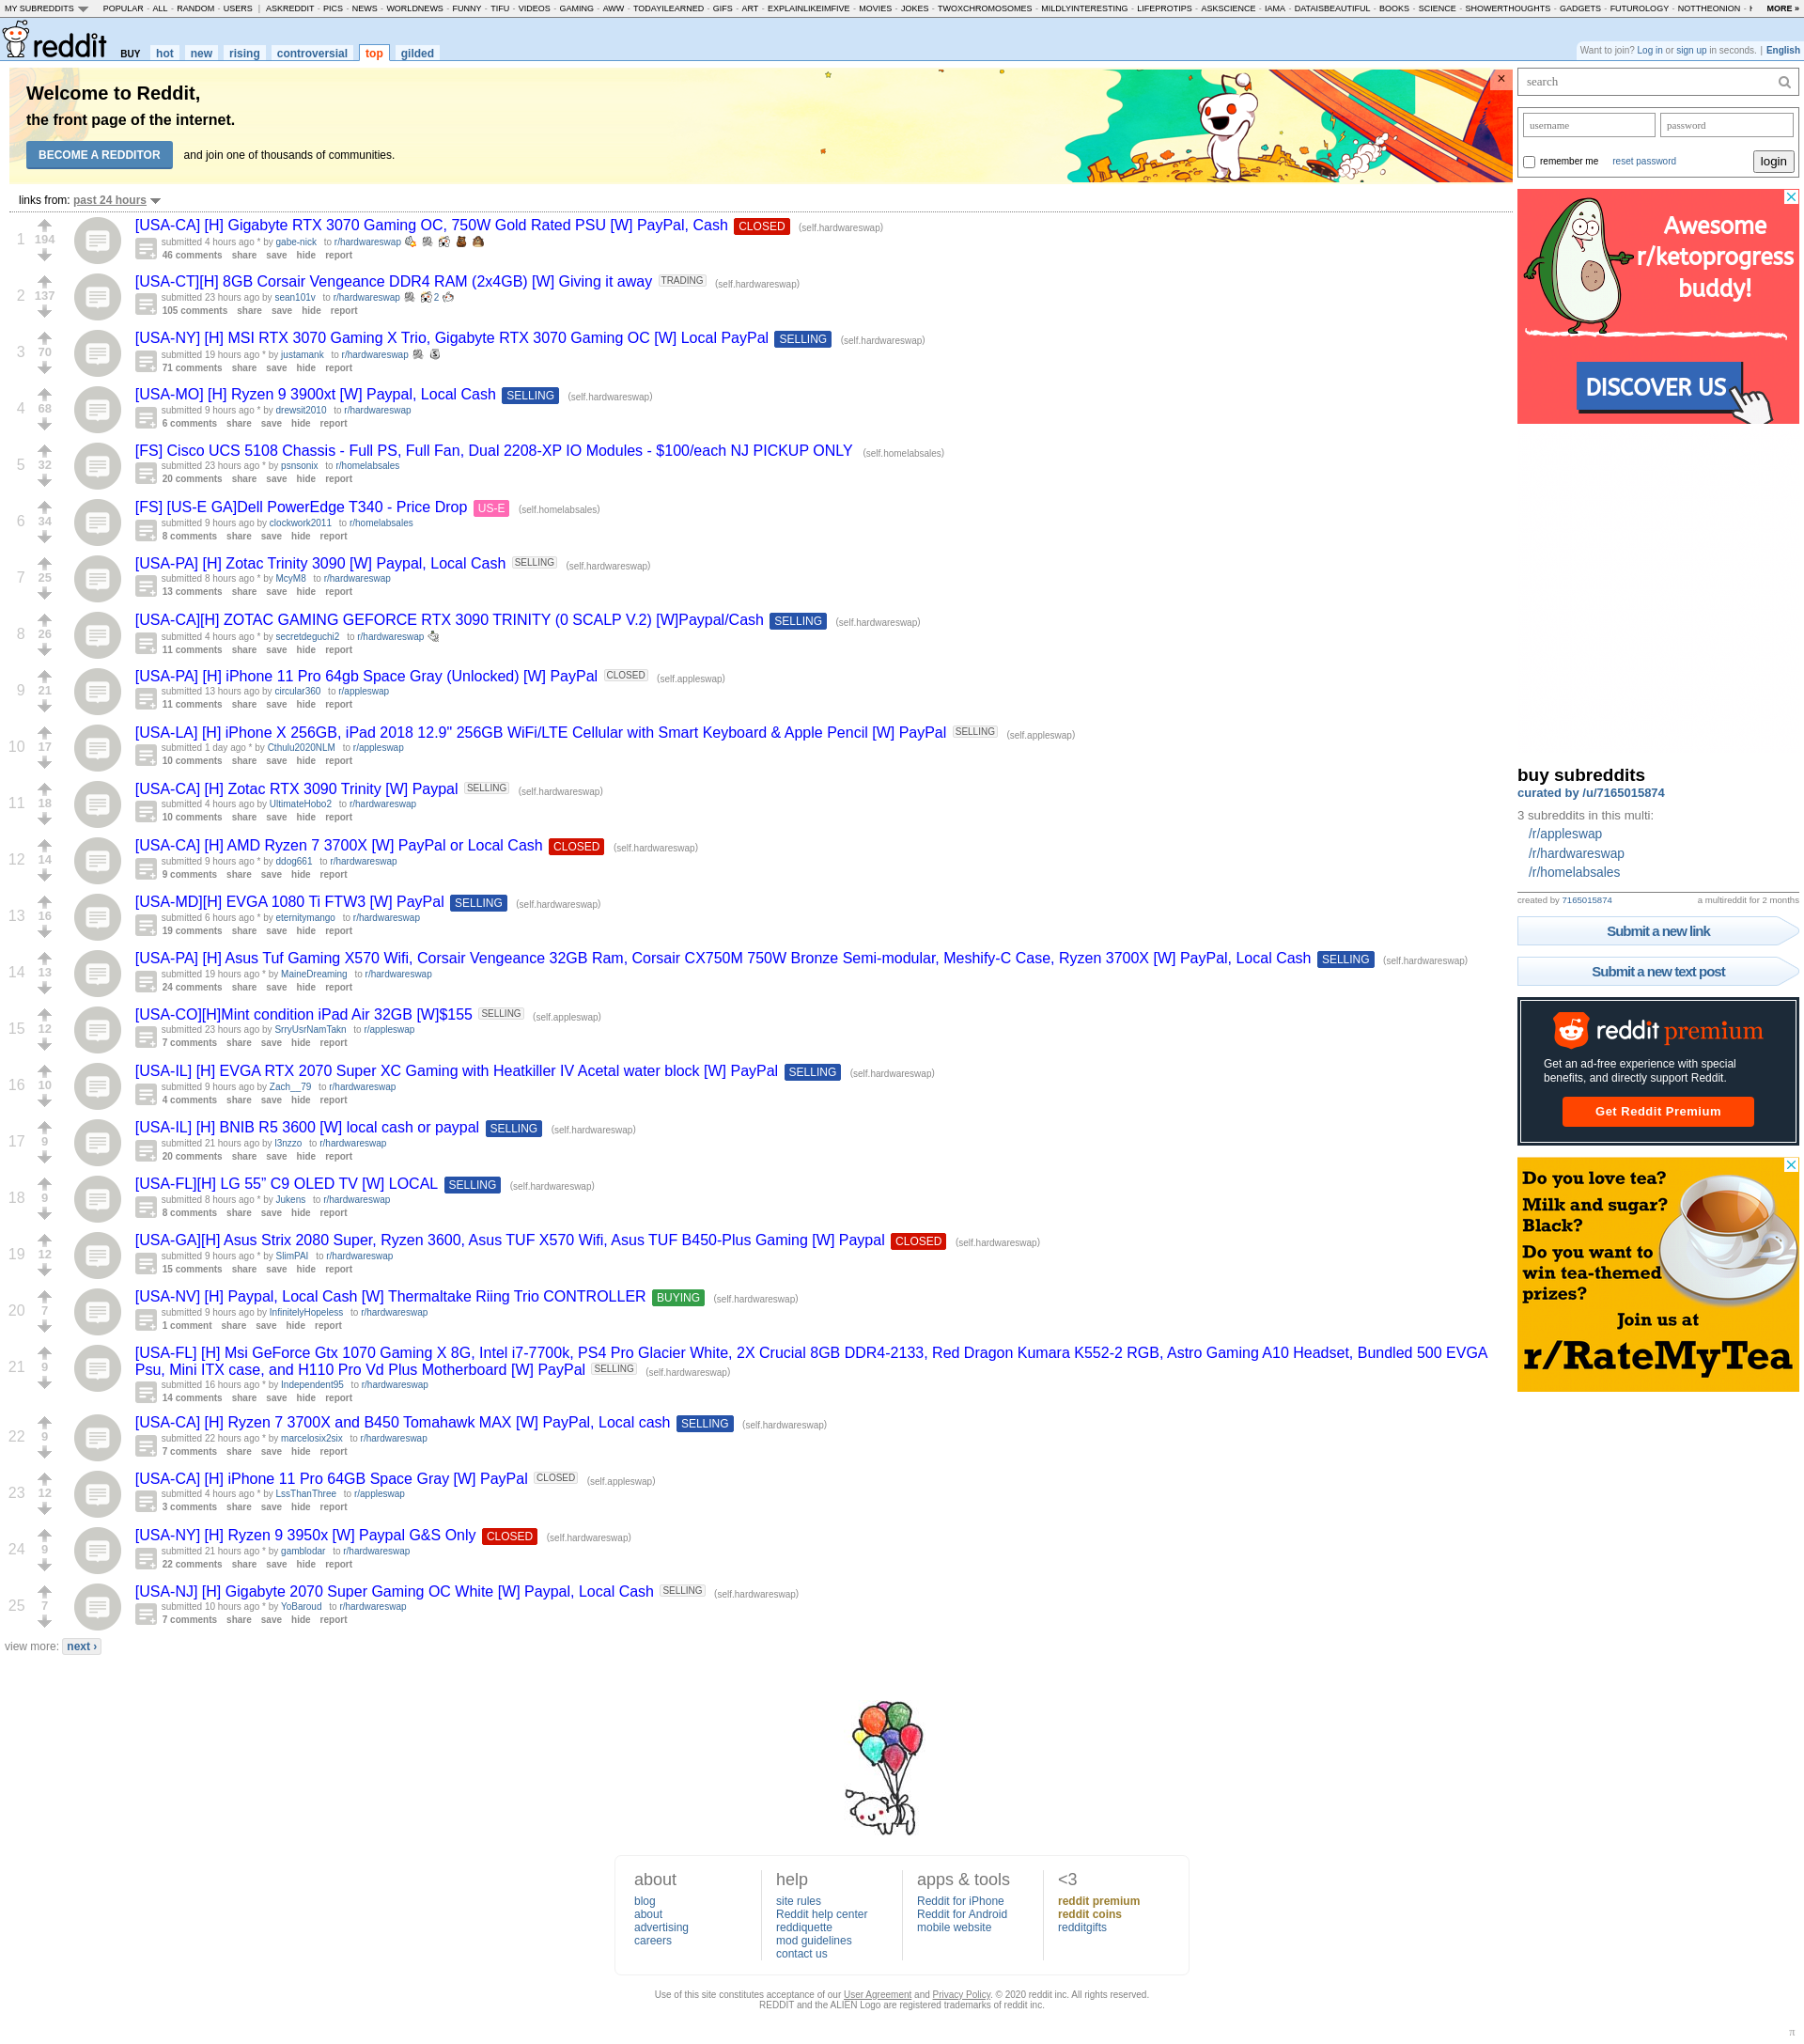 MY SUBREDDITS POPULAR - ALL - RANDOM - USERS | ASKREDDIT - PICS - NEWS - WORLDNEWS - FUNNY - TIFU - VIDEOS - GAMING - AWW - TODAYILEARNED - GIFS - ART - EXPLAINLIKEIMFIVE - MOVIES - JOKES - TWOXCHROMOSOMES - MILDLYINTERESTING - LIFEPROTIPS - ASKSCIENCE - IAMA - DATAISBEAUTIFUL - BOOKS - SCIENCE - SHOWERTHOUGHTS - GADGETS - FUTUROLOGY - NOTTHEONION - MORE »
reddit BUY hot new rising controversial top gilded
Want to join? Log in or sign up in seconds. | English
Welcome to Reddit,
the front page of the internet.
BECOME A REDDITOR and join one of thousands of communities.
×
links from: past 24 hours
1 194 [USA-CA] [H] Gigabyte RTX 3070 Gaming OC, 750W Gold Rated PSU [W] PayPal, Cash CLOSED (self.hardwareswap)
submitted 4 hours ago * by gabe-nick to r/hardwareswap
46 comments share save hide report
2 137 [USA-CT][H] 8GB Corsair Vengeance DDR4 RAM (2x4GB) [W] Giving it away TRADING (self.hardwareswap)
submitted 23 hours ago by sean101v to r/hardwareswap 2
105 comments share save hide report
3 70 [USA-NY] [H] MSI RTX 3070 Gaming X Trio, Gigabyte RTX 3070 Gaming OC [W] Local PayPal SELLING (self.hardwareswap)
submitted 19 hours ago * by justamank to r/hardwareswap
71 comments share save hide report
4 68 [USA-MO] [H] Ryzen 9 3900xt [W] Paypal, Local Cash SELLING (self.hardwareswap)
submitted 9 hours ago * by drewsit2010 to r/hardwareswap
6 comments share save hide report
5 32 [FS] Cisco UCS 5108 Chassis - Full PS, Full Fan, Dual 2208-XP IO Modules - $100/each NJ PICKUP ONLY (self.homelabsales)
submitted 23 hours ago * by psnsonix to r/homelabsales
20 comments share save hide report
6 34 [FS] [US-E GA]Dell PowerEdge T340 - Price Drop US-E (self.homelabsales)
submitted 9 hours ago by clockwork2011 to r/homelabsales
8 comments share save hide report
7 25 [USA-PA] [H] Zotac Trinity 3090 [W] Paypal, Local Cash SELLING (self.hardwareswap)
submitted 8 hours ago * by McyM8 to r/hardwareswap
13 comments share save hide report
8 26 [USA-CA][H] ZOTAC GAMING GEFORCE RTX 3090 TRINITY (0 SCALP V.2) [W]Paypal/Cash SELLING (self.hardwareswap)
submitted 4 hours ago * by secretdeguchi2 to r/hardwareswap
11 comments share save hide report
9 21 [USA-PA] [H] iPhone 11 Pro 64gb Space Gray (Unlocked) [W] PayPal CLOSED (self.appleswap)
submitted 13 hours ago by circular360 to r/appleswap
11 comments share save hide report
10 17 [USA-LA] [H] iPhone X 256GB, iPad 2018 12.9" 256GB WiFi/LTE Cellular with Smart Keyboard & Apple Pencil [W] PayPal SELLING (self.appleswap)
submitted 1 day ago * by Cthulu2020NLM to r/appleswap
10 comments share save hide report
11 18 [USA-CA] [H] Zotac RTX 3090 Trinity [W] Paypal SELLING (self.hardwareswap)
submitted 4 hours ago by UltimateHobo2 to r/hardwareswap
10 comments share save hide report
12 14 [USA-CA] [H] AMD Ryzen 7 3700X [W] PayPal or Local Cash CLOSED (self.hardwareswap)
submitted 9 hours ago * by ddog661 to r/hardwareswap
9 comments share save hide report
13 16 [USA-MD][H] EVGA 1080 Ti FTW3 [W] PayPal SELLING (self.hardwareswap)
submitted 6 hours ago * by eternitymango to r/hardwareswap
19 comments share save hide report
14 13 [USA-PA] [H] Asus Tuf Gaming X570 Wifi, Corsair Vengeance 32GB Ram, Corsair CX750M 750W Bronze Semi-modular, Meshify-C Case, Ryzen 3700X [W] PayPal, Local Cash SELLING (self.hardwareswap)
submitted 19 hours ago * by MaineDreaming to r/hardwareswap
24 comments share save hide report
15 12 [USA-CO][H]Mint condition iPad Air 32GB [W]$155 SELLING (self.appleswap)
submitted 23 hours ago by SrryUsrNamTakn to r/appleswap
7 comments share save hide report
16 10 [USA-IL] [H] EVGA RTX 2070 Super XC Gaming with Heatkiller IV Acetal water block [W] PayPal SELLING (self.hardwareswap)
submitted 9 hours ago by Zach__79 to r/hardwareswap
4 comments share save hide report
17 9 [USA-IL] [H] BNIB R5 3600 [W] local cash or paypal SELLING (self.hardwareswap)
submitted 21 hours ago by l3nzzo to r/hardwareswap
20 comments share save hide report
18 9 [USA-FL][H] LG 55” C9 OLED TV [W] LOCAL SELLING (self.hardwareswap)
submitted 8 hours ago * by Jukens to r/hardwareswap
8 comments share save hide report
19 12 [USA-GA][H] Asus Strix 2080 Super, Ryzen 3600, Asus TUF X570 Wifi, Asus TUF B450-Plus Gaming [W] Paypal CLOSED (self.hardwareswap)
submitted 9 hours ago * by SlimPAI to r/hardwareswap
15 comments share save hide report
20 7 [USA-NV] [H] Paypal, Local Cash [W] Thermaltake Riing Trio CONTROLLER BUYING (self.hardwareswap)
submitted 9 hours ago by InfinitelyHopeless to r/hardwareswap
1 comment share save hide report
21 9 [USA-FL] [H] Msi GeForce Gtx 1070 Gaming X 8G, Intel i7-7700k, PS4 Pro Glacier White, 2X Crucial 8GB DDR4-2133, Red Dragon Kumara K552-2 RGB, Astro Gaming A10 Headset, Bundled 500 EVGA
Psu, Mini ITX case, and H110 Pro Vd Plus Motherboard [W] PayPal SELLING (self.hardwareswap)
submitted 16 hours ago * by Independent95 to r/hardwareswap
14 comments share save hide report
22 9 [USA-CA] [H] Ryzen 7 3700X and B450 Tomahawk MAX [W] PayPal, Local cash SELLING (self.hardwareswap)
submitted 22 hours ago * by marcelosix2six to r/hardwareswap
7 comments share save hide report
23 12 [USA-CA] [H] iPhone 11 Pro 64GB Space Gray [W] PayPal CLOSED (self.appleswap)
submitted 4 hours ago * by LssThanThree to r/appleswap
3 comments share save hide report
24 9 [USA-NY] [H] Ryzen 9 3950x [W] Paypal G&S Only CLOSED (self.hardwareswap)
submitted 21 hours ago * by gamblodar to r/hardwareswap
22 comments share save hide report
25 7 [USA-NJ] [H] Gigabyte 2070 Super Gaming OC White [W] Paypal, Local Cash SELLING (self.hardwareswap)
submitted 10 hours ago * by YoBaroud to r/hardwareswap
7 comments share save hide report
view more: next ›
search
username password
remember me reset password login
Awesome
r/ketoprogress
buddy!
DISCOVER US
buy subreddits
curated by /u/7165015874
3 subreddits in this multi:
/r/appleswap
/r/hardwareswap
/r/homelabsales
created by 7165015874 a multireddit for 2 months
Submit a new link
Submit a new text post
reddit premium
Get an ad-free experience with special
benefits, and directly support Reddit.
Get Reddit Premium
Do you love tea?
Milk and sugar?
Black?
Do you want to
win tea-themed
prizes?
Join us at
r/RateMyTea
about
blog
about
advertising
careers
help
site rules
Reddit help center
reddiquette
mod guidelines
contact us
apps & tools
Reddit for iPhone
Reddit for Android
mobile website
<3
reddit premium
reddit coins
redditgifts
Use of this site constitutes acceptance of our User Agreement and Privacy Policy. © 2020 reddit inc. All rights reserved.
REDDIT and the ALIEN Logo are registered trademarks of reddit inc.
π